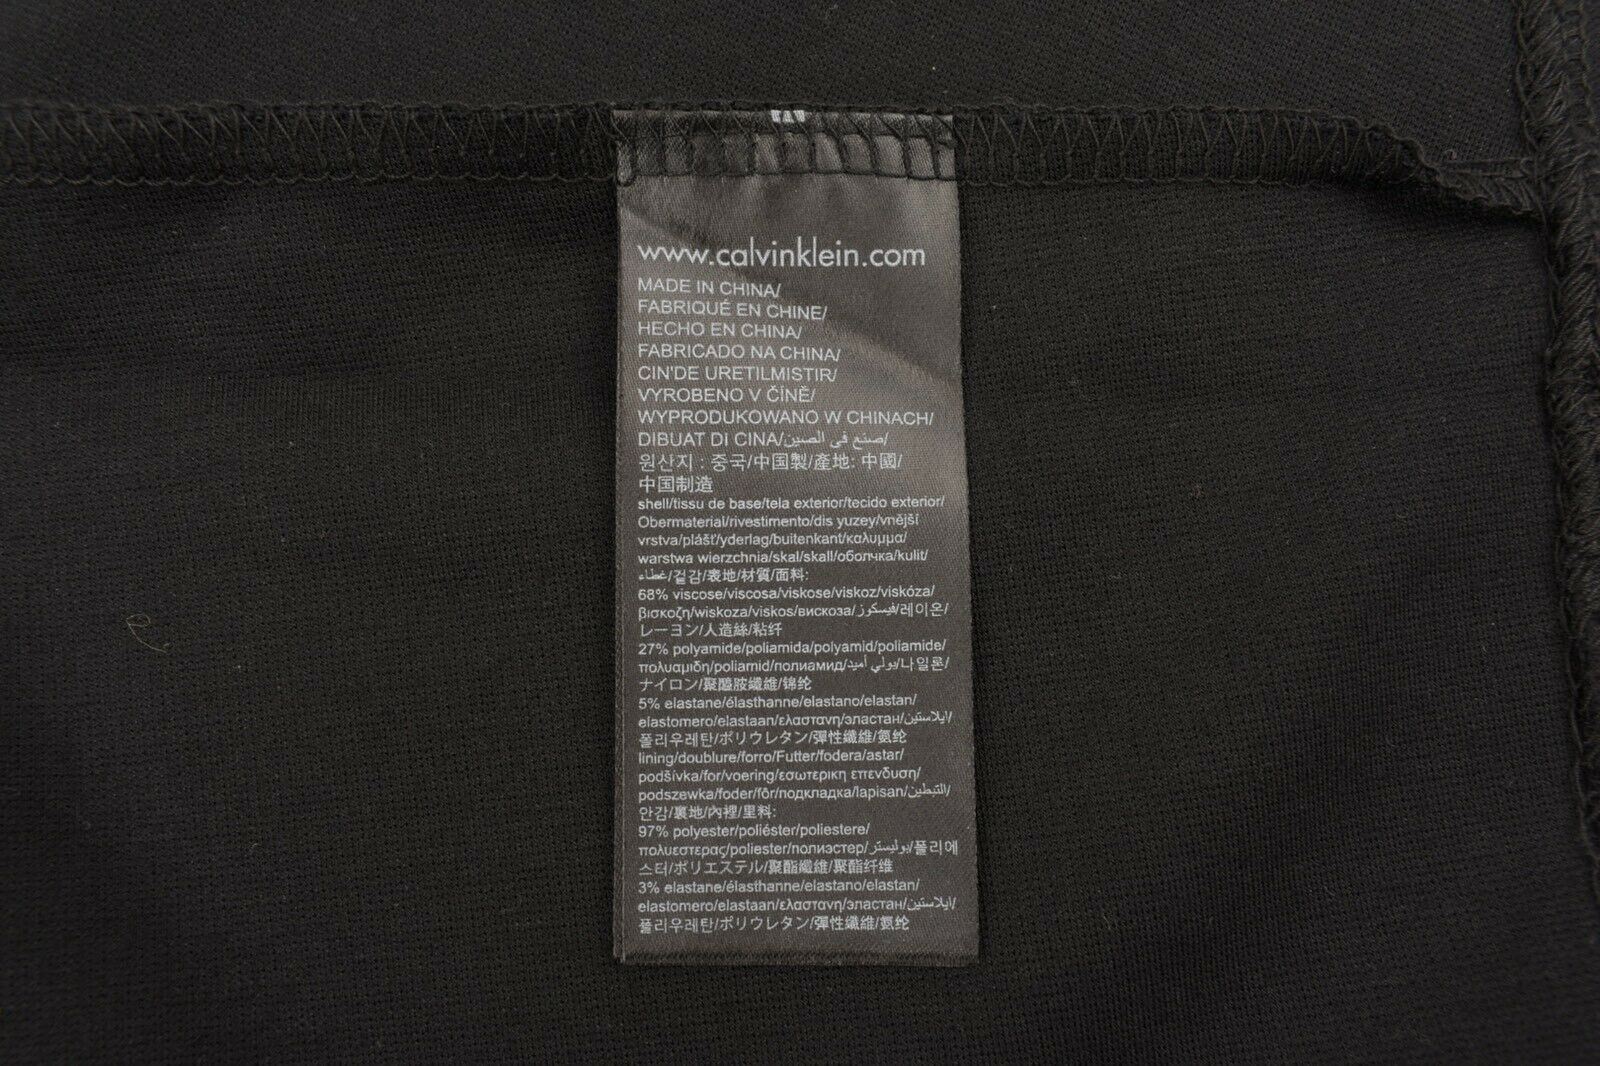 www.calvinklein.com
MADE IN CHINA/
FABRIQUÉ EN CHINE/
HECHO EN CHINA/
FABRICADO NA CHINA/
CIN'DE URETILMISTIR/
VYROBENO V ČÍNĚ/
WYPRODUKOWANO W CHINACH/
DIBUAT DI CINA/صنع في الصين/
원산지 : 중국/中国製/產地: 中國/
中国制造
shell/tissu de base/tela exterior/tecido exterior/
Obermaterial/rivestimento/dis yuzey/vnější
vrstva/plášť/yderlag/buitenkant/καλυμμα/
warstwa wierzchnia/skal/skall/оболчка/kulit/
غطاء/겉감/表地/材質/面料:
68% viscose/viscosa/viskose/viskoz/viskóza/
βισκοζη/wiskoza/viskos/вискоза/فيسكوز/레이온/
レーヨン/人造絲/粘纤
27% polyamide/poliamida/polyamid/poliamide/
πολυαμιδη/poliamid/полиамид/بولي أميد/나일론/
ナイロン/聚醯胺纖維/锦纶
5% elastane/élasthanne/elastano/elastan/
elastomero/elastaan/ελαστανη/эластан/ايلاستين/
폴리우레탄/ポリウレタン/彈性纖維/氨纶
lining/doublure/forro/Futter/fodera/astar/
podšívka/for/voering/εσωτερικη επενδυση/
podszewka/foder/fôr/подкладка/lapisan/التبطين/
안감/裏地/內裡/里料:
97% polyester/poliéster/poliestere/
πολυεστερας/poliester/полиэстер/بوليستر/폴리에
스터/ポリエステル/聚酯纖維/聚酯纤维
3% elastane/élasthanne/elastano/elastan/
elastomero/elastaan/ελαστανη/эластан/ايلاستين/
폴리우레탄/ポリウレタン/彈性纖維/氨纶